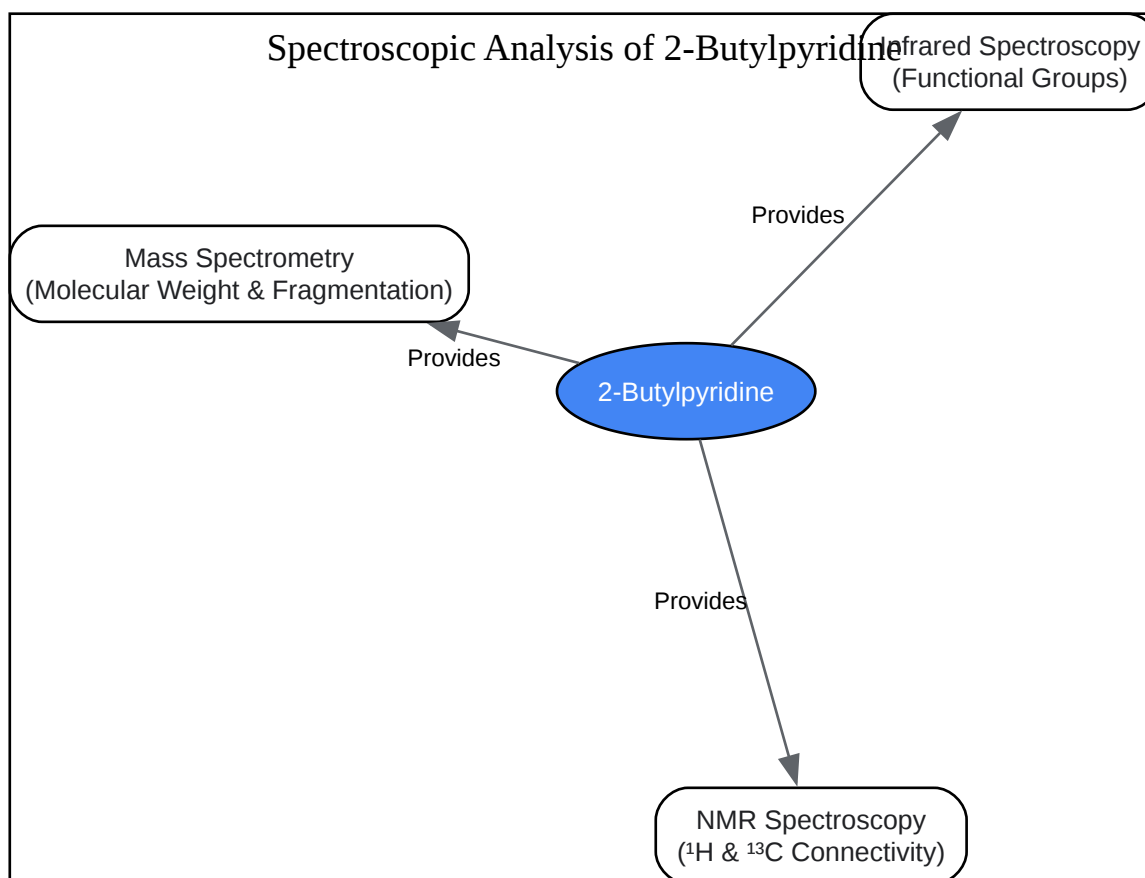 Spectroscopic Analysis of 2-Butylpyridine
Infrared Spectroscopy
(Functional Groups)
Provides
Mass Spectrometry
(Molecular Weight & Fragmentation)
Provides
2-Butylpyridine
Provides
NMR Spectroscopy
(¹H & ¹³C Connectivity)